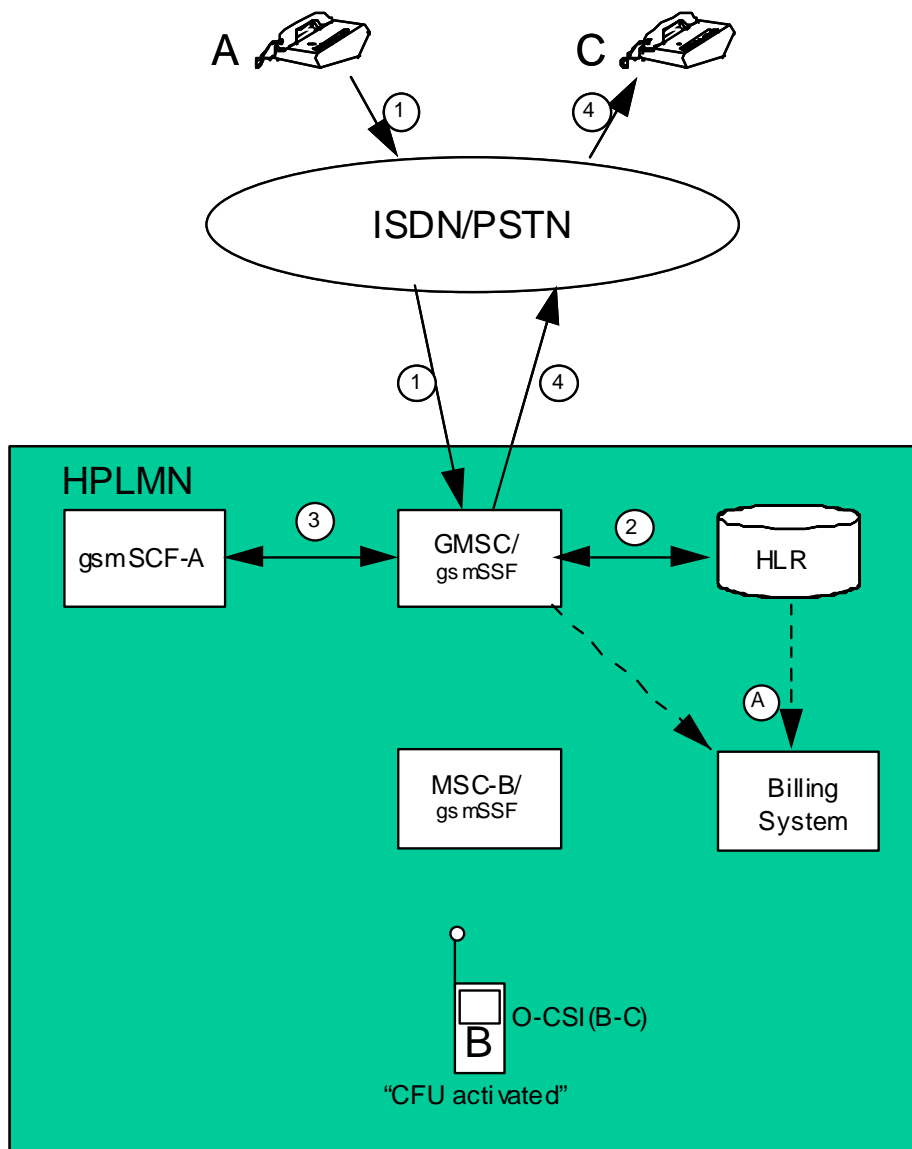 A
C
1
4
ISDN/PSTN
1
4
HPLMN
gsmSCF-A
3
GMSC/
gsmSSF
2
HLR
A
MSC-B/
gsmSSF
Billing
System
O-CSI(B-C)
B
“CFU activated”